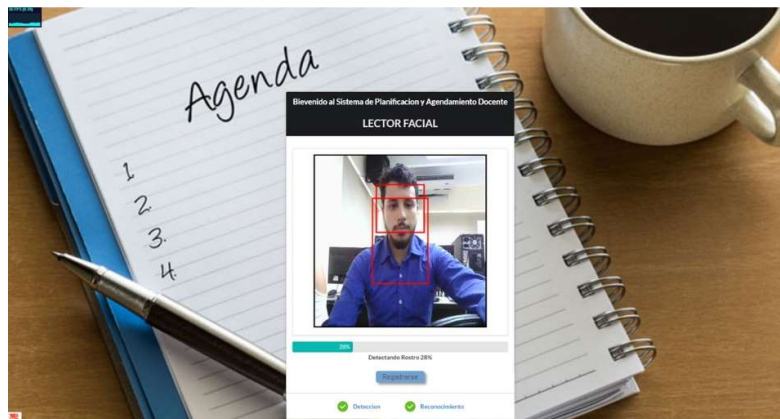 Agenda
1
2.
3.
4.
Bievenido al Sistema de Planificacion y Agendamiento Docente
LECTOR FACIAL
28%
Detectando Rostro 28%
Registrarse
Deteccion
Reconocimiento